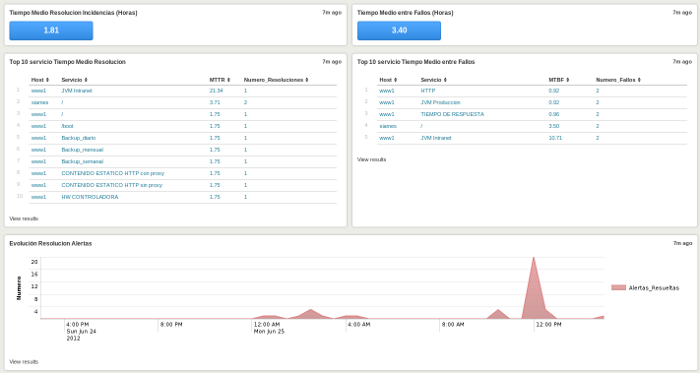 Tiempo Medio Resolucion Incidencias (Horas) 7m ago
1.81
Tiempo Medio entre Fallos (Horas) 7m ago
3.40
Top 10 servicio Tiempo Medio Resolucion 7m ago
Host Servicio MTTR Numero_Resoluciones
1 www1 JVM Intranet 21.34 1
2 siames / 3.71 2
3 www1 / 1.75 1
4 www1 /boot 1.75 1
5 www1 Backup_diario 1.75 1
6 www1 Backup_mensual 1.75 1
7 www1 Backup_semanal 1.75 1
8 www1 CONTENIDO ESTATICO HTTP con proxy 1.75 1
9 www1 CONTENIDO ESTATICO HTTP sin proxy 1.75 1
10 www1 HW CONTROLADORA 1.75 1
View results
Top 10 servicio Tiempo Medio entre Fallos 7m ago
Host Servicio MTBF Numero_Fallos
1 www1 HTTP 0.92 2
2 www1 JVM Produccion 0.92 2
3 www1 TIEMPO DE RESPUESTA 0.96 2
4 siames / 3.50 2
5 www1 JVM Intranet 10.71 2
View results
Evolución Resolucion Alertas 7m ago
Numero
20
16
12
8
4
4:00 PM 8:00 PM 12:00 AM 4:00 AM 8:00 AM 12:00 PM
Sun Jun 24 Mon Jun 25
2012
Alertas_Resueltas
View results